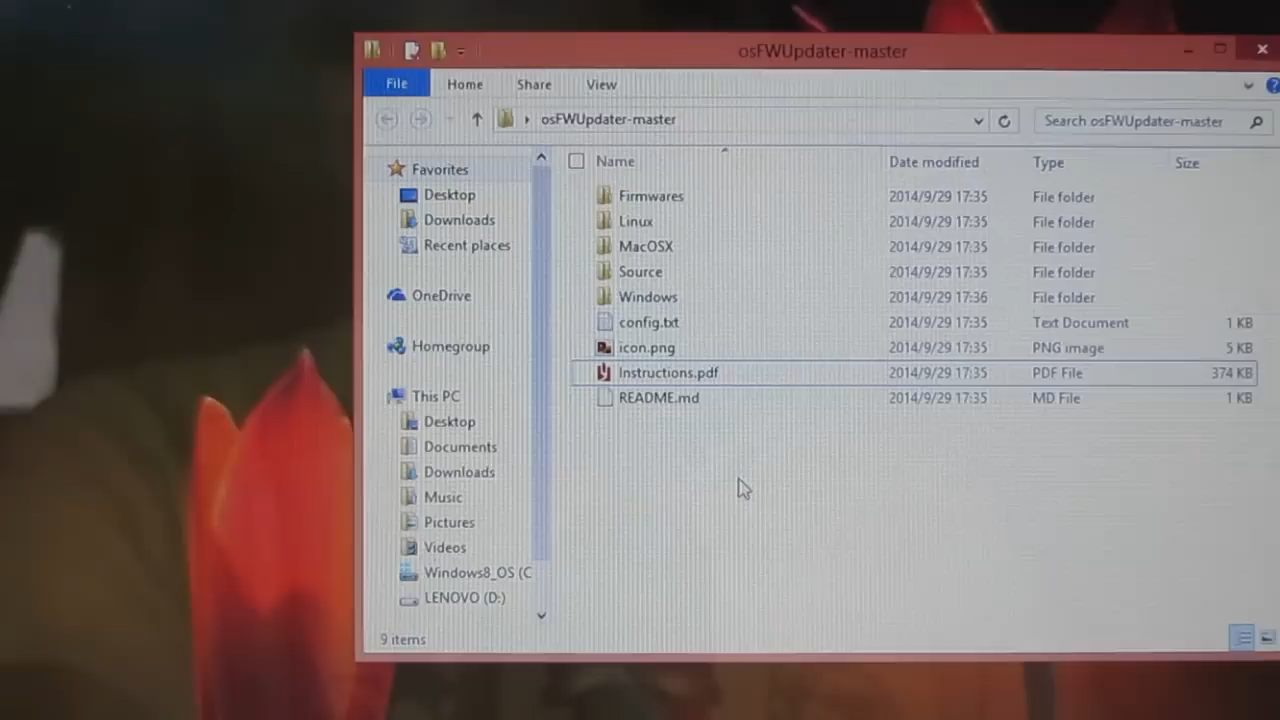 osFWUpdater-master
File Home Share View
osFWUpdater-master
Search osFWUpdater-master
Name Date modified Type Size
Favorites
Desktop
Downloads
Recent places
OneDrive
Homegroup
This PC
Desktop
Documents
Downloads
Music
Pictures
Videos
Windows8_OS (C
LENOVO (D:)
Firmwares 2014/9/29 17:35 File folder
Linux 2014/9/29 17:35 File folder
MacOSX 2014/9/29 17:35 File folder
Source 2014/9/29 17:35 File folder
Windows 2014/9/29 17:36 File folder
config.txt 2014/9/29 17:35 Text Document 1 KB
icon.png 2014/9/29 17:35 PNG image 5 KB
Instructions.pdf 2014/9/29 17:35 PDF File 374 KB
README.md 2014/9/29 17:35 MD File 1 KB
9 items